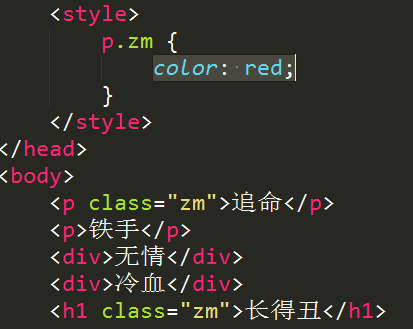 <style>
p.zm {
color: red;
}
</style>
</head>
<body>
<p class="zm">追命</p>
<p>铁手</p>
<div>无情</div>
<div>冷血</div>
<h1 class="zm">长得丑</h1>